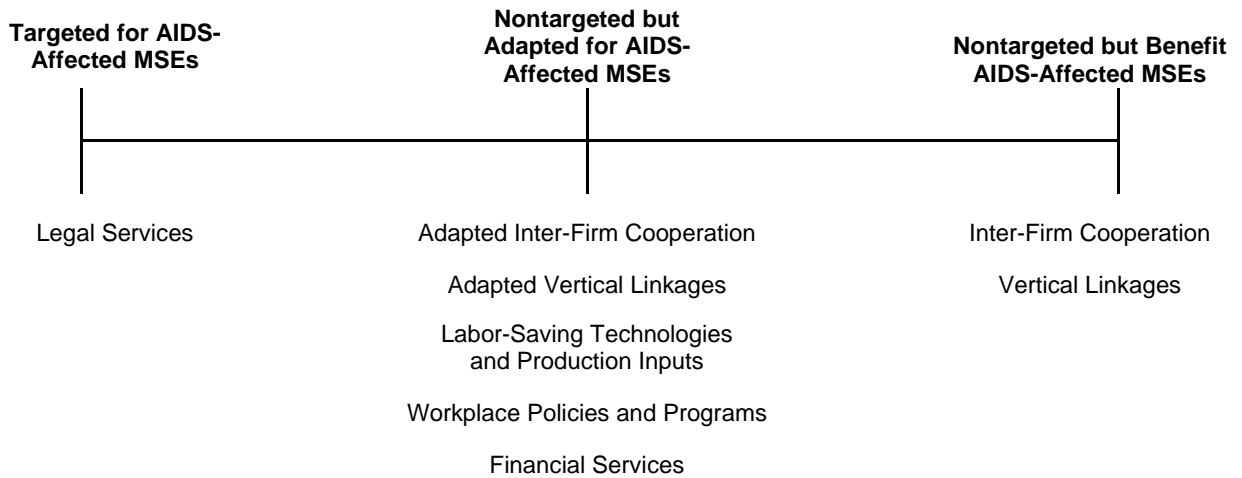 Targeted for AIDS-
Affected MSEs
Nontargeted but
Adapted for AIDS-
Affected MSEs
Nontargeted but Benefit
AIDS-Affected MSEs
Legal Services
Adapted Inter-Firm Cooperation
Adapted Vertical Linkages
Labor-Saving Technologies
and Production Inputs
Workplace Policies and Programs
Financial Services
Inter-Firm Cooperation
Vertical Linkages